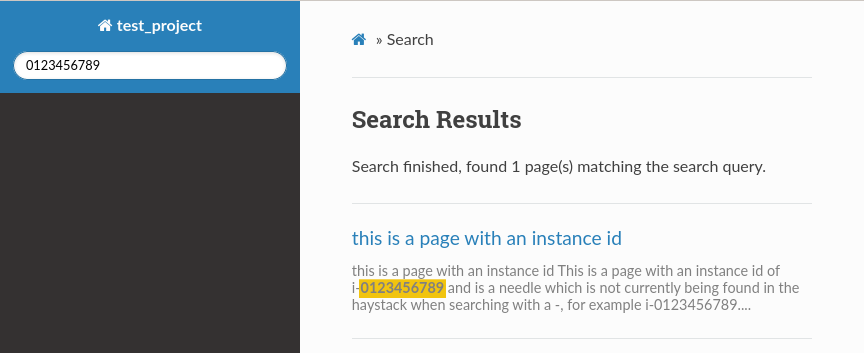 test_project
0123456789
» Search
Search Results
Search finished, found 1 page(s) matching the search query.
this is a page with an instance id
this is a page with an instance id This is a page with an instance id of
i-0123456789 and is a needle which is not currently being found in the
haystack when searching with a -, for example i-0123456789....